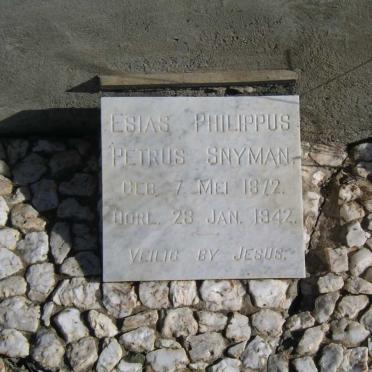 ESIAS PHILIPPUS
PETRUS SNYMAN.
GEB. 7. MEI 1872.
OORL. 28 JAN. 1942.
VEILIG BY JESUS.